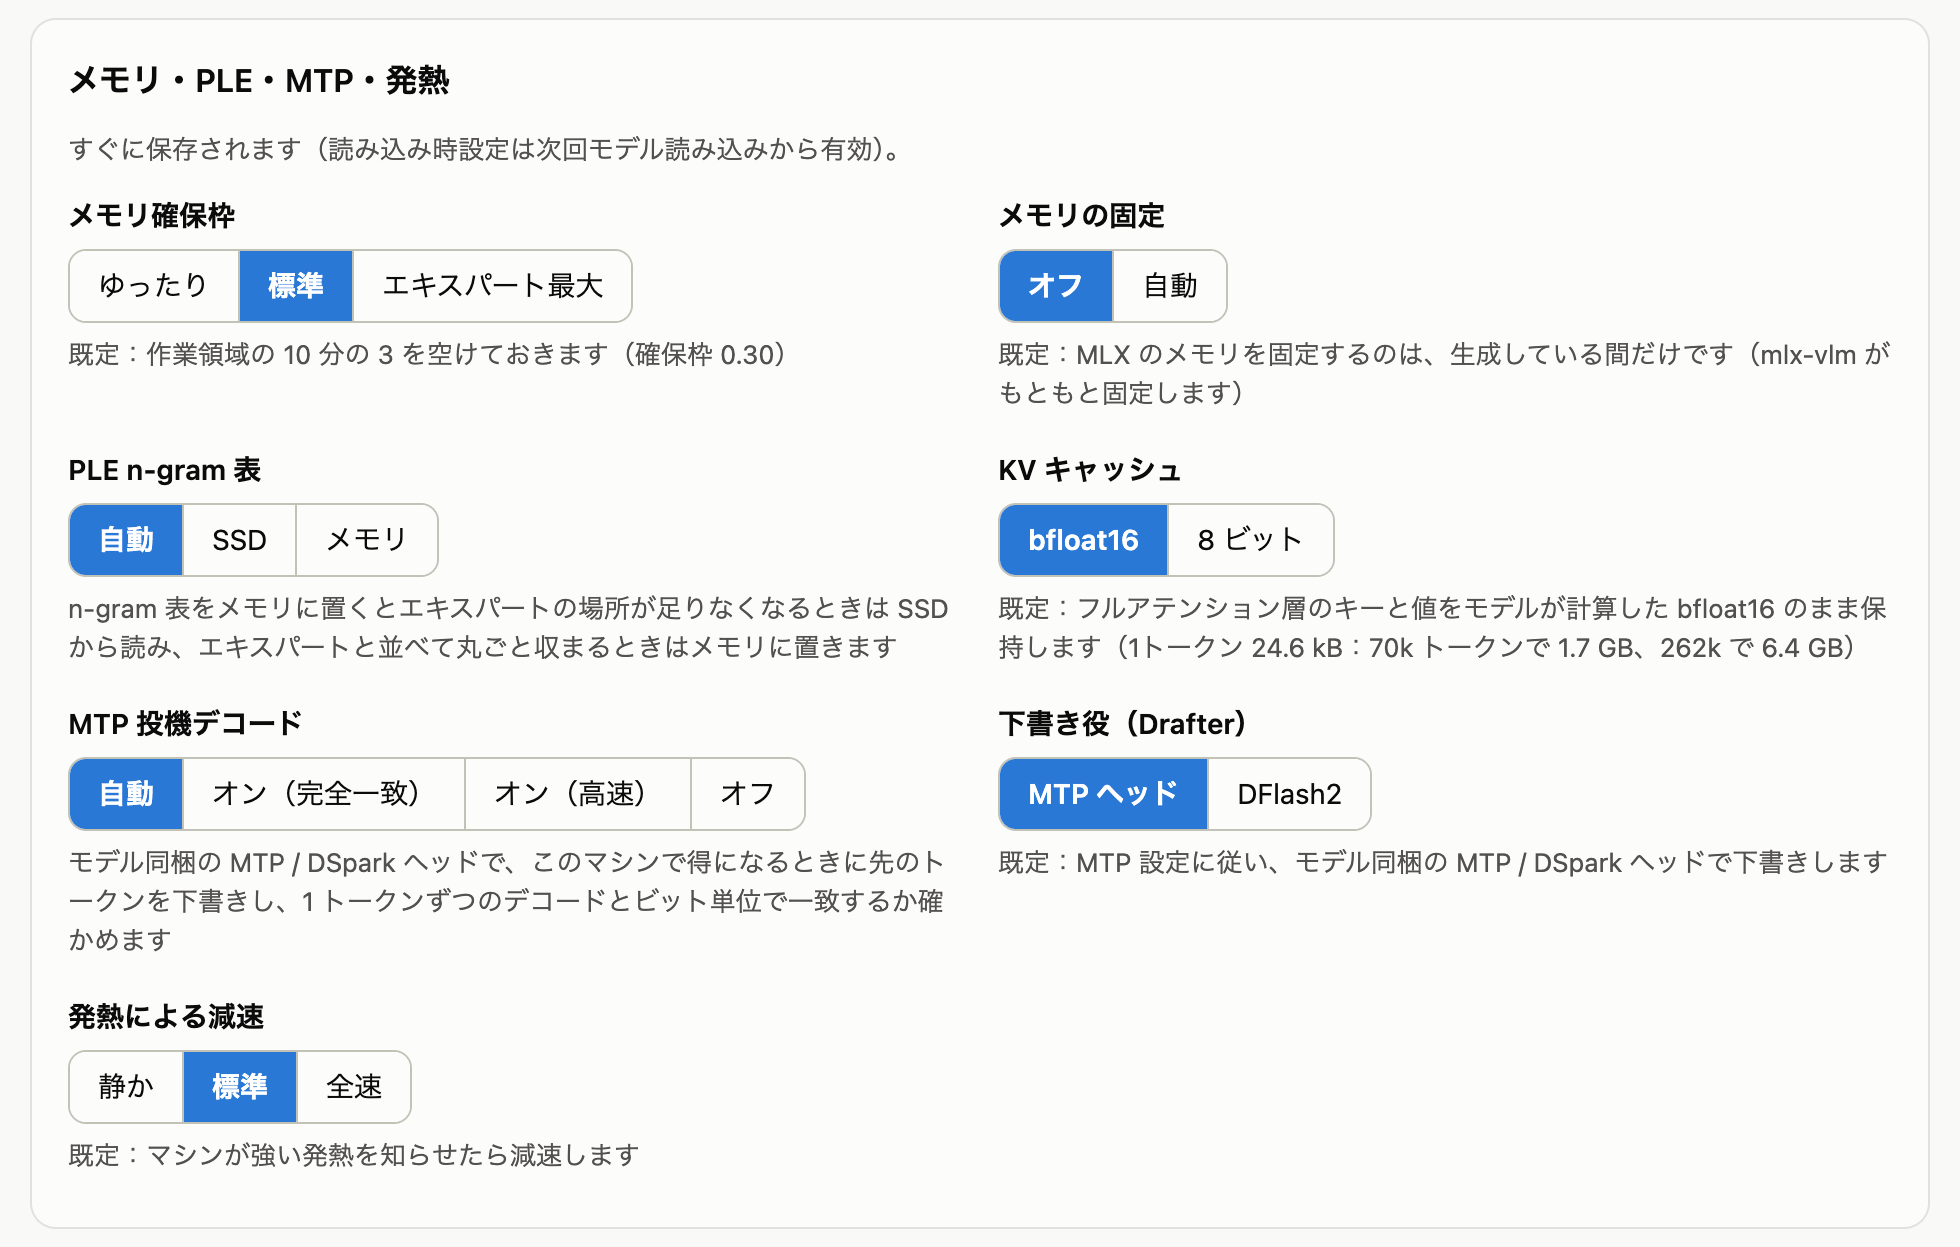 メモリ・PLE・MTP・発熱
すぐに保存されます（読み込み時設定は次回モデル読み込みから有効）。
メモリ確保枠
ゆったり 標準 エキスパート最大
既定：作業領域の 10 分の 3 を空けておきます（確保枠 0.30）
メモリの固定
オフ 自動
既定：MLX のメモリを固定するのは、生成している間だけです（mlx-vlm が
もともと固定します）
PLE n-gram 表
自動 SSD メモリ
n-gram 表をメモリに置くとエキスパートの場所が足りなくなるときは SSD
から読み、エキスパートと並べて丸ごと収まるときはメモリに置きます
KV キャッシュ
bfloat16 8 ビット
既定：フルアテンション層のキーと値をモデルが計算した bfloat16 のまま保
持します（1トークン 24.6 kB：70k トークンで 1.7 GB、262k で 6.4 GB）
MTP 投機デコード
自動 オン（完全一致） オン（高速） オフ
モデル同梱の MTP / DSpark ヘッドで、このマシンで得になるときに先のト
ークンを下書きし、1 トークンずつのデコードとビット単位で一致するか確
かめます
下書き役（Drafter）
MTP ヘッド DFlash2
既定：MTP 設定に従い、モデル同梱の MTP / DSpark ヘッドで下書きします
発熱による減速
静か 標準 全速
既定：マシンが強い発熱を知らせたら減速します